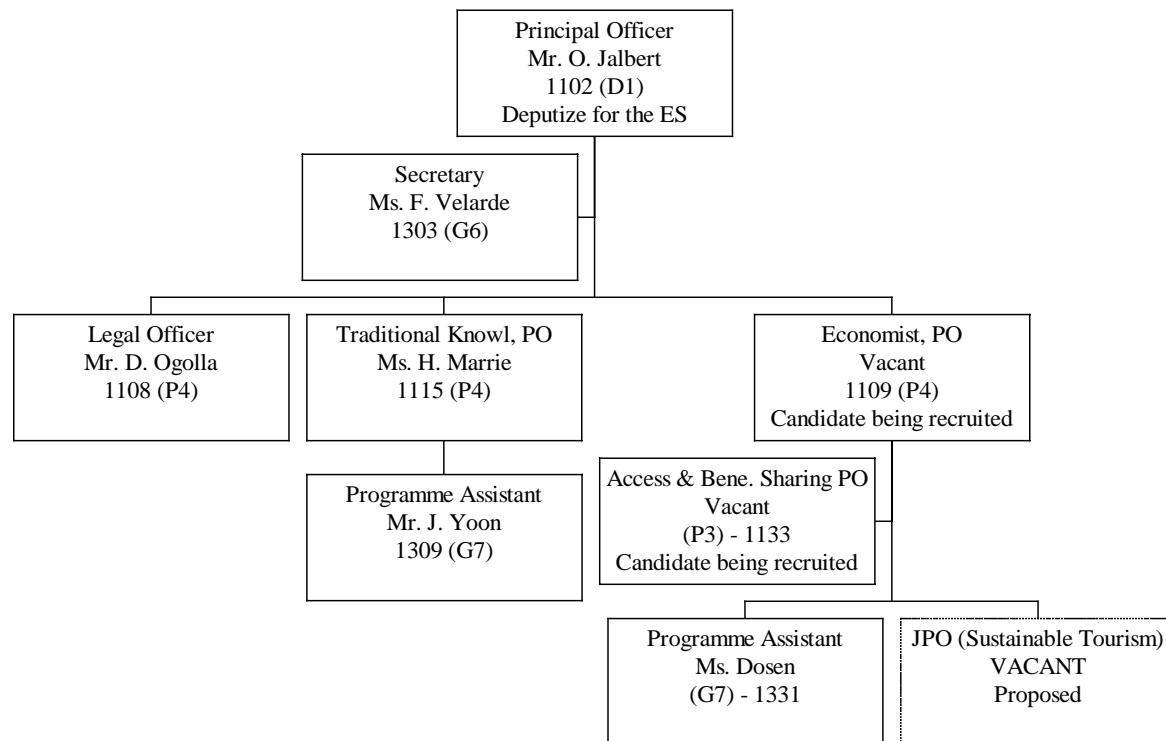 Principal Officer
Mr. O. Jalbert
1102 (D1)
Deputize for the ES
Secretary
Ms. F. Velarde
1303 (G6)
Legal Officer
Mr. D. Ogolla
1108 (P4)
Traditional Knowl, PO
Ms. H. Marrie
1115 (P4)
Economist, PO
Vacant
1109 (P4)
Candidate being recruited
Programme Assistant
Mr. J. Yoon
1309 (G7)
Access & Bene. Sharing PO
Vacant
(P3) - 1133
Candidate being recruited
Programme Assistant
Ms. Dosen
(G7) - 1331
JPO (Sustainable Tourism)
VACANT
Proposed